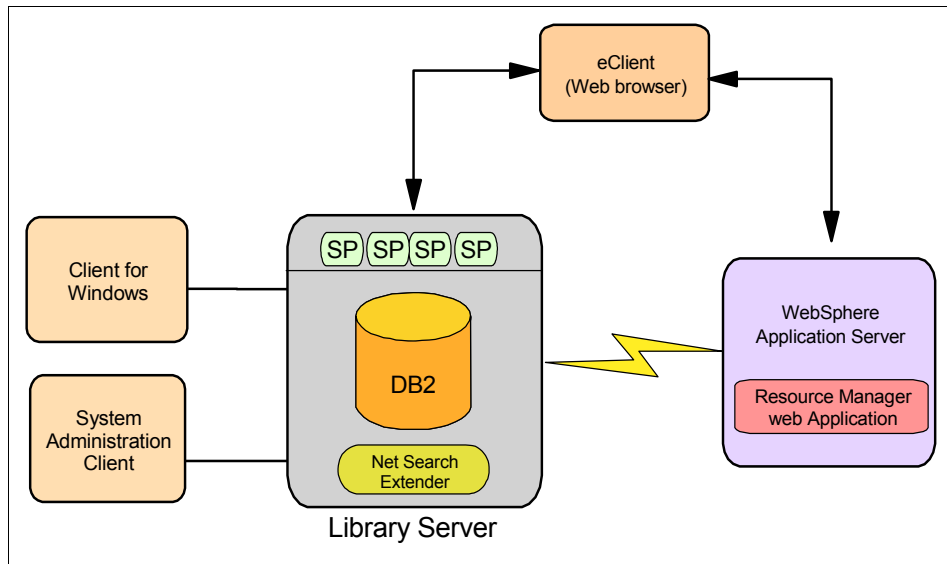 eClient
(Web browser)
SP SP SP SP
Client for
Windows
WebSphere
Application Server
DB2
Resource Manager
web Application
System
Administration
Client
Net Search
Extender
Library Server